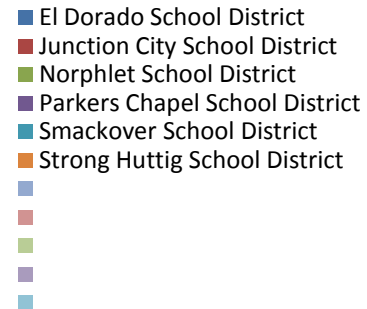 El Dorado School District
Junction City School District
Norphlet School District
Parkers Chapel School District
Smackover School District
Strong Huttig School District